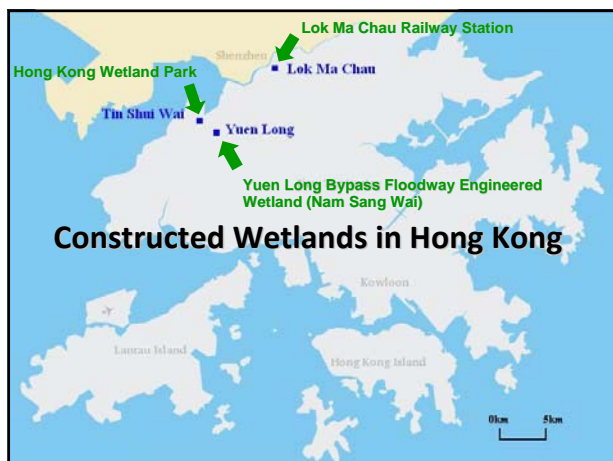 Lok Ma Chau Railway Station
Shenzhen
Hong Kong Wetland Park
Lok Ma Chau
Tin Shui Wai
Yuen Long
Yuen Long Bypass Floodway Engineered
Wetland (Nam Sang Wai)
Constructed Wetlands in Hong Kong
Kowloon
Lantau Island
Hong Kong Island
0km 5km